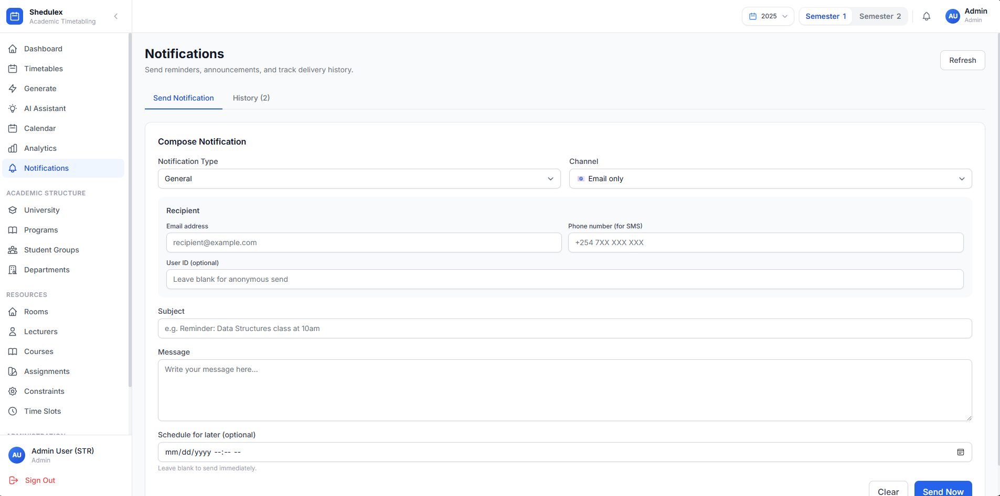 Shedulex
Academic Timetabling
2025
Semester 1
Semester 2
AU
Admin
Admin
Dashboard
Timetables
Generate
AI Assistant
Calendar
Analytics
Notifications
ACADEMIC STRUCTURE
University
Programs
Student Groups
Departments
RESOURCES
Rooms
Lecturers
Courses
Assignments
Constraints
Time Slots
ADMINISTRATION
AU
Admin User (STR)
Admin
Sign Out
Notifications
Send reminders, announcements, and track delivery history.
Refresh
Send Notification
History (2)
Compose Notification
Notification Type
General
Channel
Email only
Recipient
Email address
recipient@example.com
Phone number (for SMS)
+254 7XX XXX XXX
User ID (optional)
Leave blank for anonymous send
Subject
e.g. Reminder: Data Structures class at 10am
Message
Write your message here...
Schedule for later (optional)
mm/dd/yyyy --:-- --
Leave blank to send immediately.
Clear
Send Now